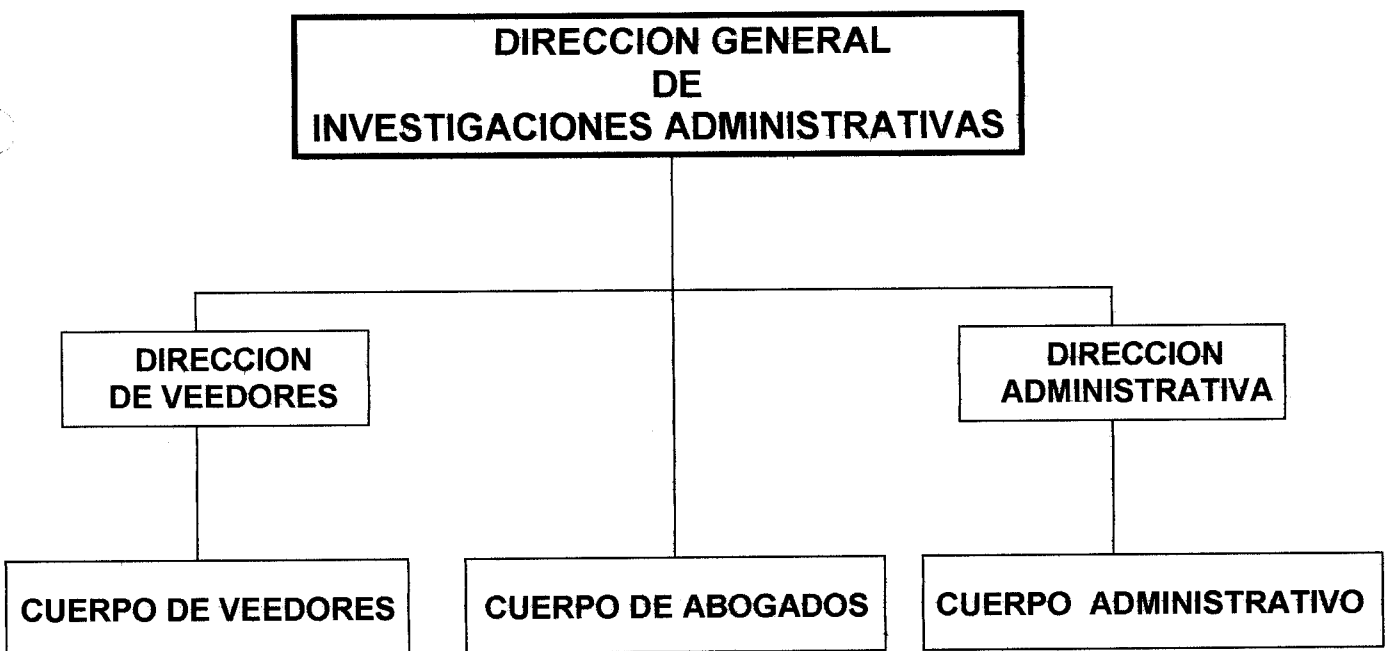 DIRECCION GENERAL
DE
INVESTIGACIONES ADMINISTRATIVAS
DIRECCION
DE VEEDORES
DIRECCION
ADMINISTRATIVA
CUERPO DE VEEDORES
CUERPO DE ABOGADOS
CUERPO ADMINISTRATIVO